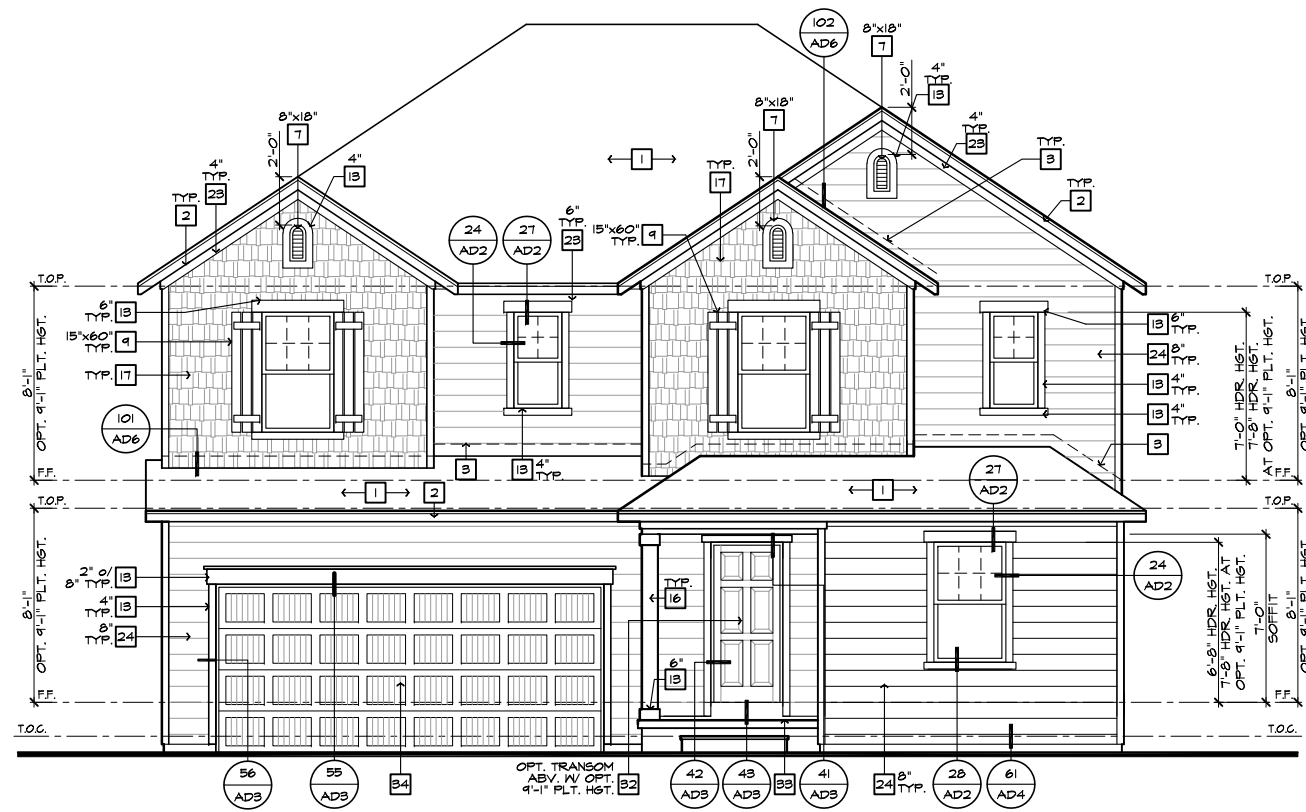 102
AD6
8"x18"
7
2'-0"
4"
TYP.
13
4"
TYP.
23
TYP.
3
TYP.
2
8"x18"
7
2'-0"
4"
13
4"
TYP.
23
TYP.
2
1
8"x18"
7
2'-0"
TYP.
17
15"x60"
TYP.
9
24
AD2
27
AD2
6"
TYP.
23
T.O.P.
T.O.P.
6"
TYP.
13
15"x60"
TYP.
9
TYP.
17
8'-1"
OPT. 9'-1" PLT. HGT.
101
AD6
13
6"
TYP.
24
8"
TYP.
13
4"
TYP.
13
4"
TYP.
3
7'-0" HDR. HGT.
7'-8" HDR. HGT.
AT OPT. 9'-1" PLT. HGT.
8'-1"
OPT. 9'-1" PLT. HGT.
3
13
4"
TYP.
F.F.
F.F.
1
2
1
27
AD2
T.O.P.
T.O.P.
8'-1"
OPT. 9'-1" PLT. HGT.
2" O/
8" TYP.
13
4"
TYP.
13
8"
TYP.
24
TYP.
16
6"
13
24
AD2
6'-8" HDR. HGT.
7'-8" HDR. HGT. AT
OPT. 9'-1" PLT. HGT.
7'-0"
SOFFIT
8'-1"
OPT. 9'-1" PLT. HGT.
F.F.
F.F.
T.O.C.
T.O.C.
56
AD3
55
AD3
34
OPT. TRANSOM
ABV. W/ OPT.
9'-1" PLT. HGT.
32
42
AD3
43
AD3
33
41
AD3
24
8"
TYP.
28
AD2
61
AD4